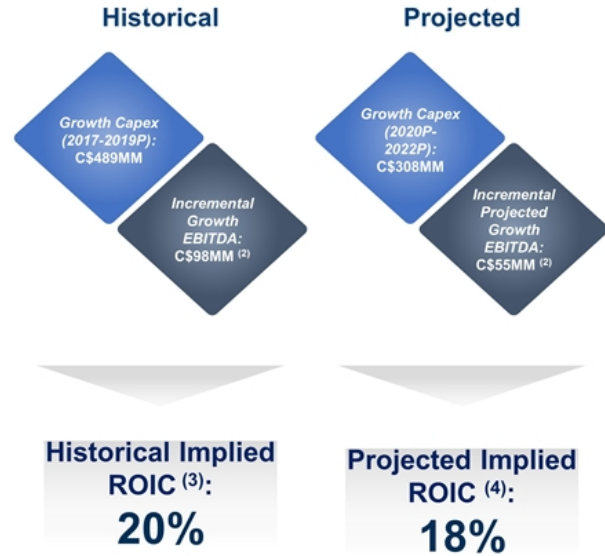 Historical
Growth Capex
(2017-2019P):
C$489MM
Incremental
Growth
EBITDA:
C$98MM (2)
Historical Implied
ROIC (3):
20%
Projected
Growth Capex
(2020P-
2022P):
C$308MM
Incremental
Projected
Growth
EBITDA:
C$55MM (2)
Projected Implied
ROIC (4):
18%